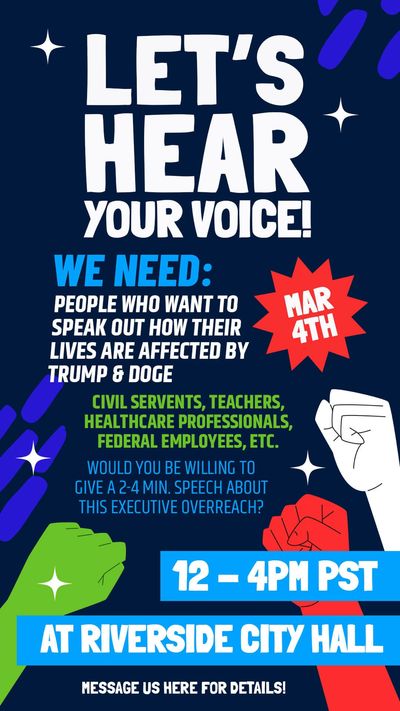 LET'S
HEAR
YOUR VOICE!
WE NEED:
PEOPLE WHO WANT TO
SPEAK OUT HOW THEIR
LIVES ARE AFFECTED BY
TRUMP & DOGE
MAR
4TH
CIVIL SERVENTS, TEACHERS,
HEALTHCARE PROFESSIONALS,
FEDERAL EMPLOYEES, ETC.
WOULD YOU BE WILLING TO
GIVE A 2-4 MIN. SPEECH ABOUT
THIS EXECUTIVE OVERREACH?
12 – 4PM PST
AT RIVERSIDE CITY HALL
MESSAGE US HERE FOR DETAILS!